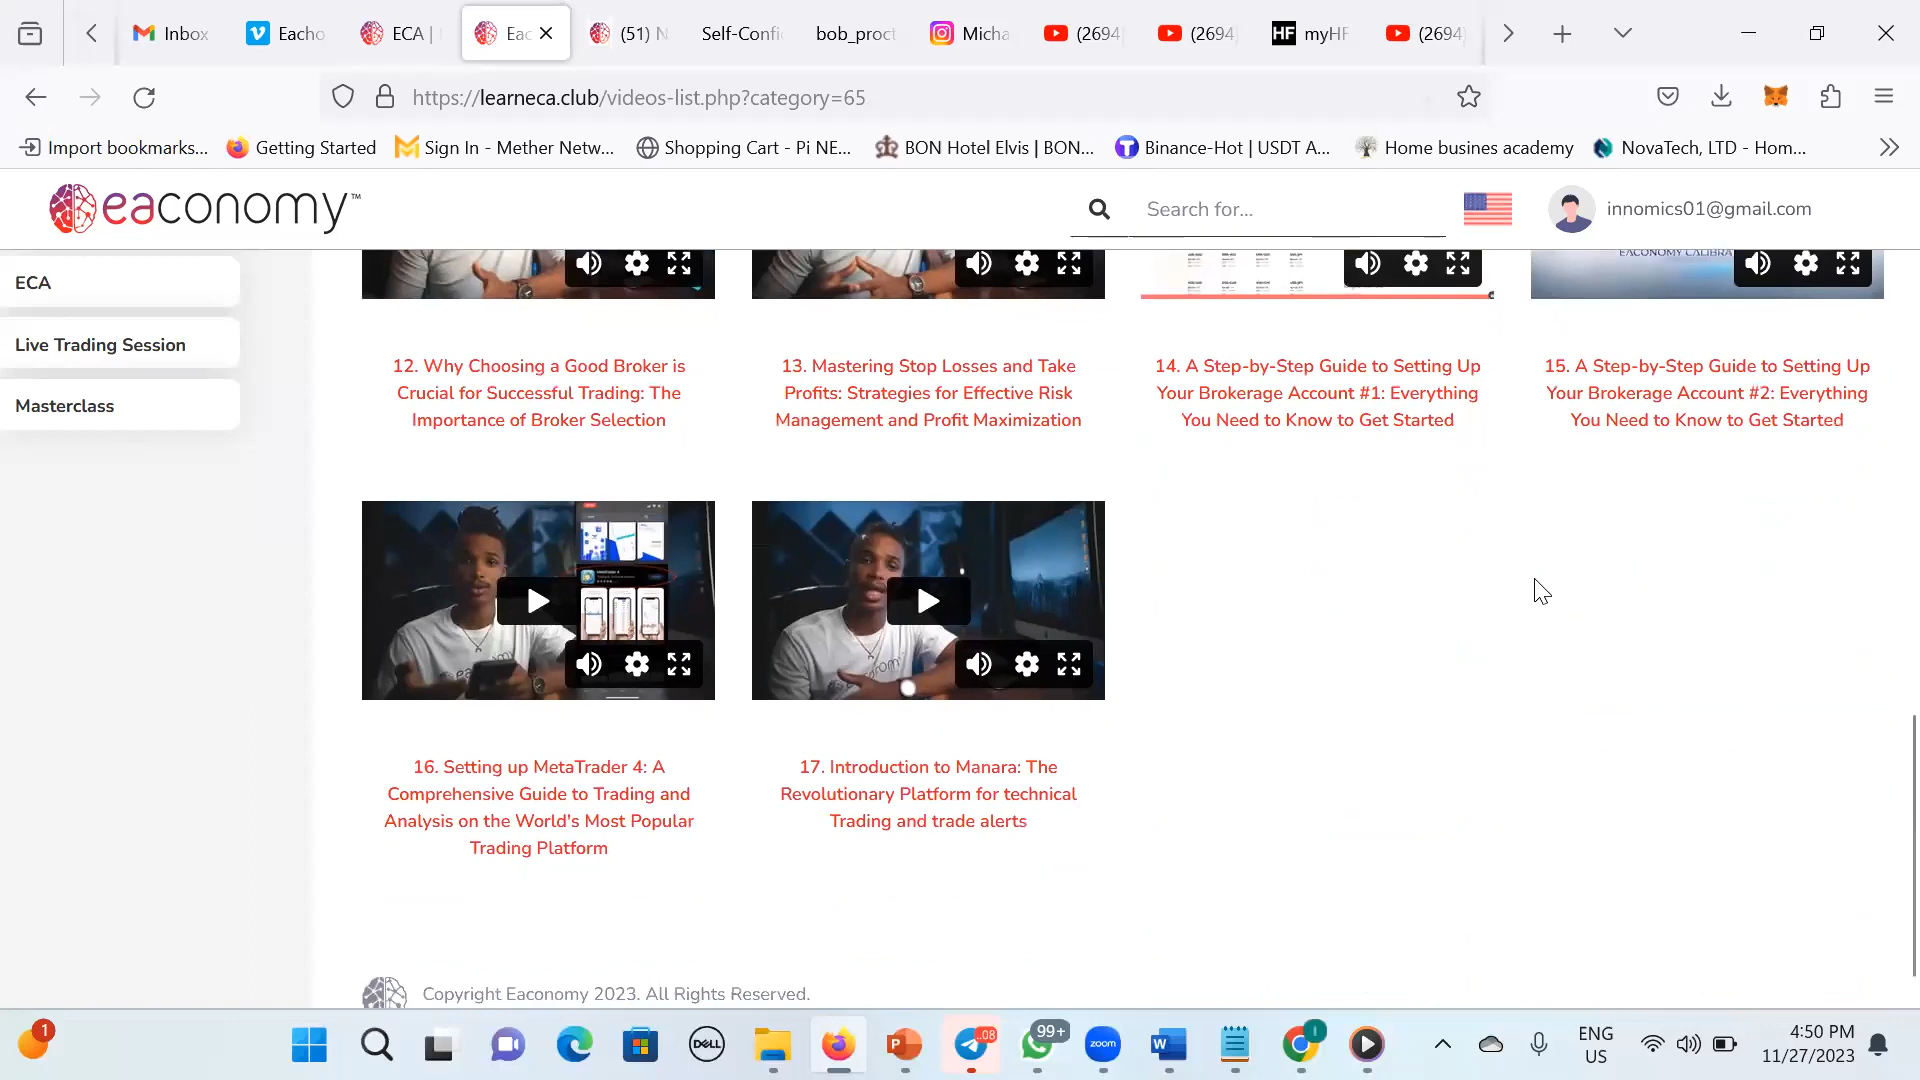 Inbox
Eacho
ECA |
Eac
(51) N
Self-Confi
bob_proct
Micha
(2694)
(2694)
HF myHF
(2694)
https://learneca.club/videos-list.php?category=65
Import bookmarks...
Getting Started
Sign In - Mether Netw...
Shopping Cart - Pi NE...
BON Hotel Elvis | BON...
Binance-Hot | USDT A...
Home busines academy
NovaTech, LTD - Hom...
eaconomy™
Search for...
innomics01@gmail.com
ECA
Live Trading Session
Masterclass
EACONOMY CALIBRA
12. Why Choosing a Good Broker is
Crucial for Successful Trading: The
Importance of Broker Selection
13. Mastering Stop Losses and Take
Profits: Strategies for Effective Risk
Management and Profit Maximization
14. A Step-by-Step Guide to Setting Up
Your Brokerage Account #1: Everything
You Need to Know to Get Started
15. A Step-by-Step Guide to Setting Up
Your Brokerage Account #2: Everything
You Need to Know to Get Started
16. Setting up MetaTrader 4: A
Comprehensive Guide to Trading and
Analysis on the World's Most Popular
Trading Platform
17. Introduction to Manara: The
Revolutionary Platform for technical
Trading and trade alerts
Copyright Eaconomy 2023. All Rights Reserved.
1
DELL
P
..08
99+
zoom
W
ENG
US
4:50 PM
11/27/2023